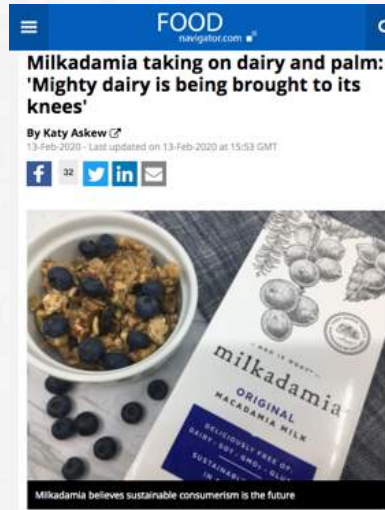 FOOD
navigator.com
Milkadamia taking on dairy and palm:
'Mighty dairy is being brought to its
knees'
By Katy Askew
13-Feb-2020 - Last updated on 13-Feb-2020 at 15:53 GMT
f 32 in
milkadamia
ORIGINAL
MACADAMIA MILK
DELICIOUSLY FREE OF:
DAIRY · SOY · GMO! ·
SUSTAINABL
Milkadamia believes sustainable consumerism is the future